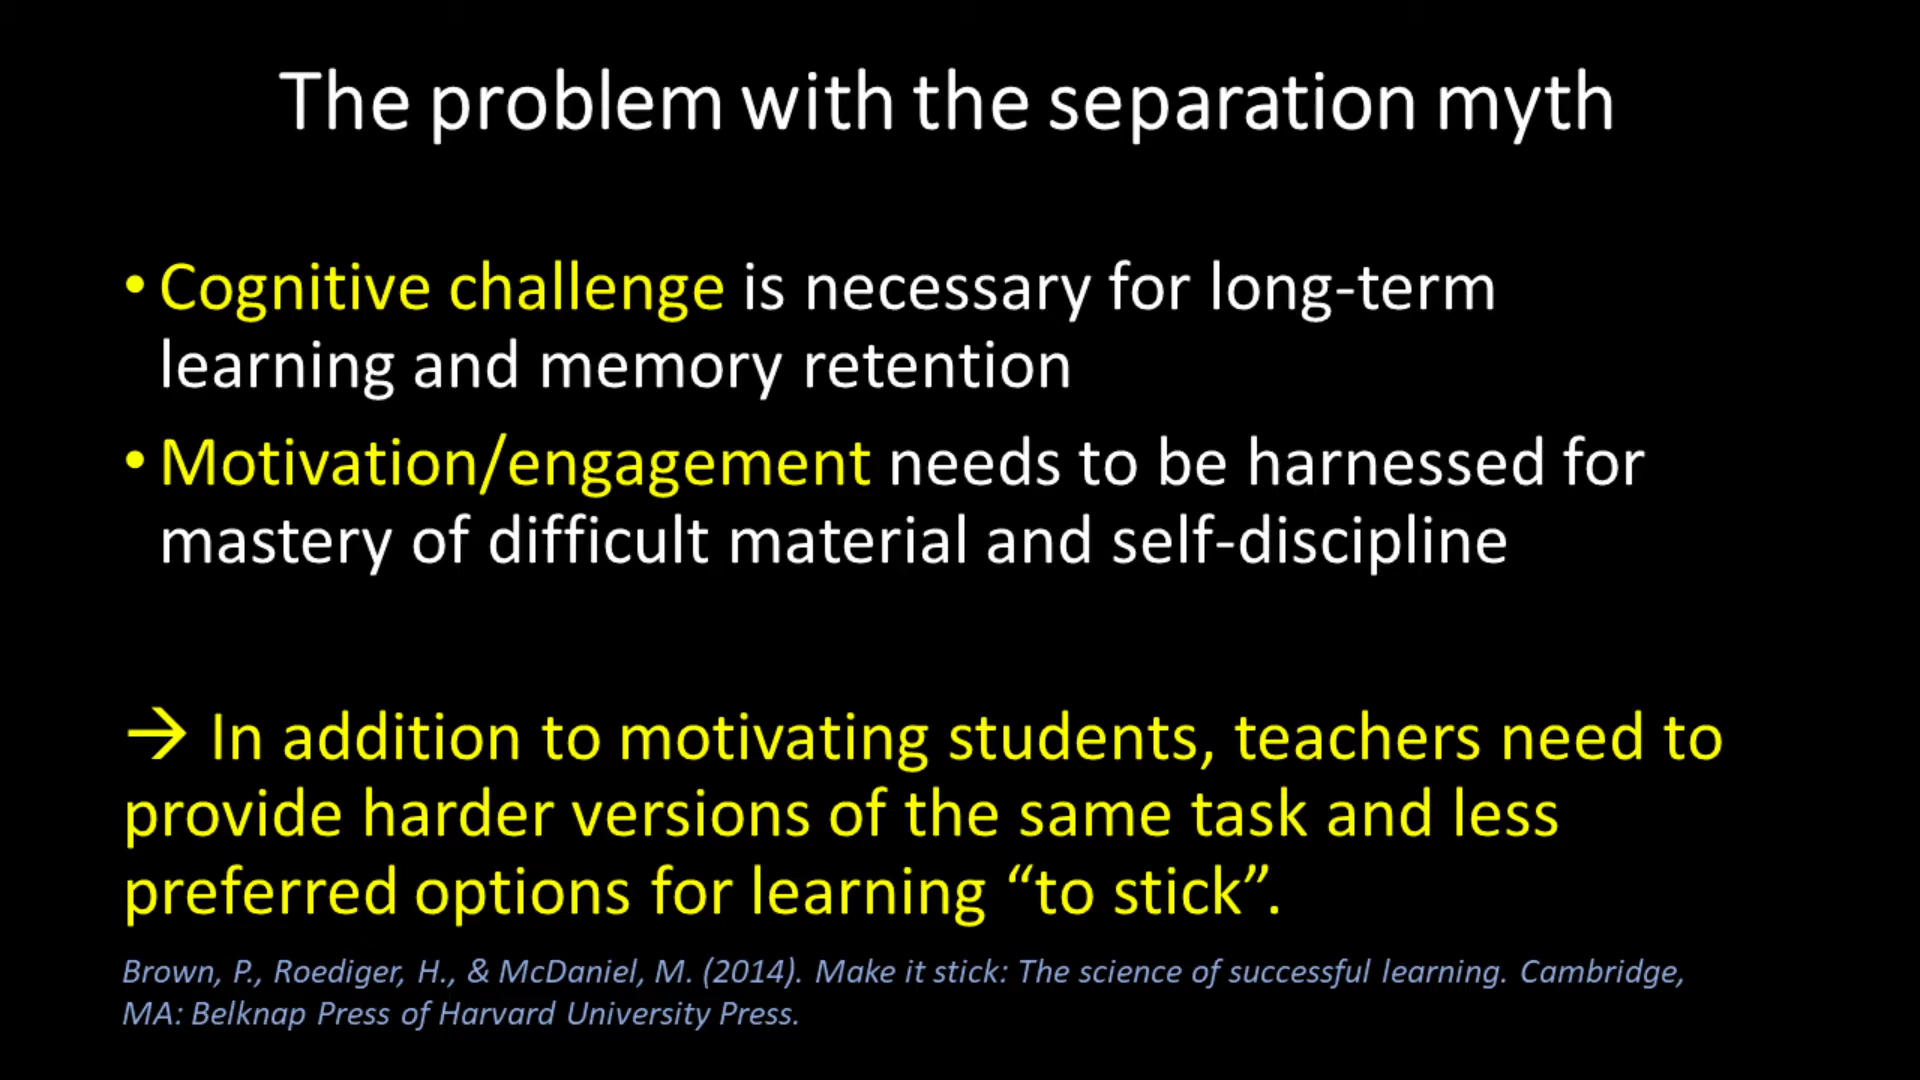 The problem with the separation myth
• Cognitive challenge is necessary for long-term
learning and memory retention
• Motivation/engagement needs to be harnessed for
mastery of difficult material and self-discipline
→ In addition to motivating students, teachers need to
provide harder versions of the same task and less
preferred options for learning “to stick”.
Brown, P., Roediger, H., & McDaniel, M. (2014). Make it stick: The science of successful learning. Cambridge,
MA: Belknap Press of Harvard University Press.